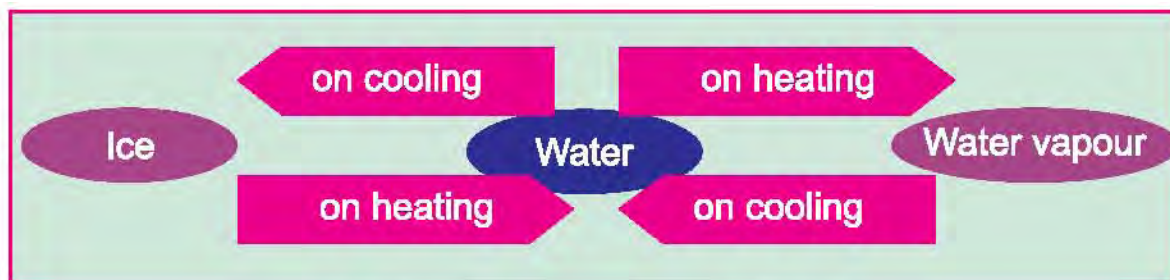 on cooling
on heating
Ice
Water
Water vapour
on heating
on cooling